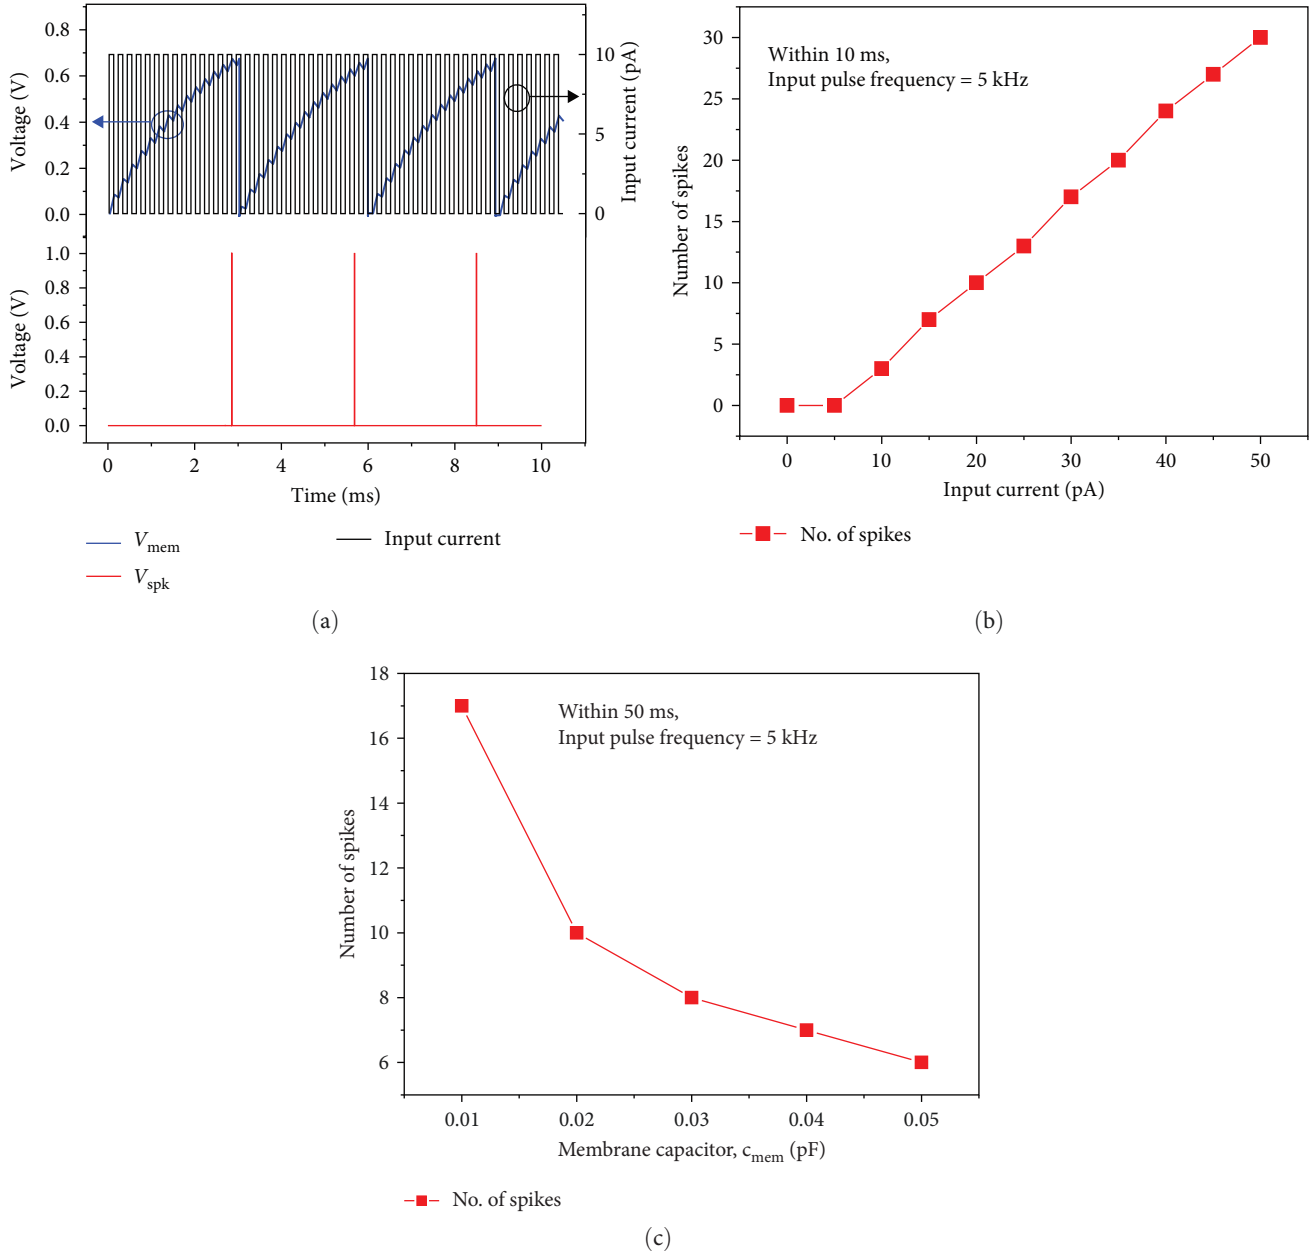 0.8
0.6
0.4
0.2
0.0
Voltage (V)
10
5
0
Input current (pA)
1.0
0.8
0.6
0.4
0.2
0.0
Voltage (V)
0 2 4 6 8 10
Time (ms)
V_mem
Input current
V_spk
(a)
Within 10 ms,
Input pulse frequency = 5 kHz
30
25
20
15
10
5
0
Number of spikes
0 10 20 30 40 50
Input current (pA)
No. of spikes
(b)
Within 50 ms,
Input pulse frequency = 5 kHz
18
16
14
12
10
8
6
Number of spikes
0.01 0.02 0.03 0.04 0.05
Membrane capacitor, c_mem (pF)
No. of spikes
(c)